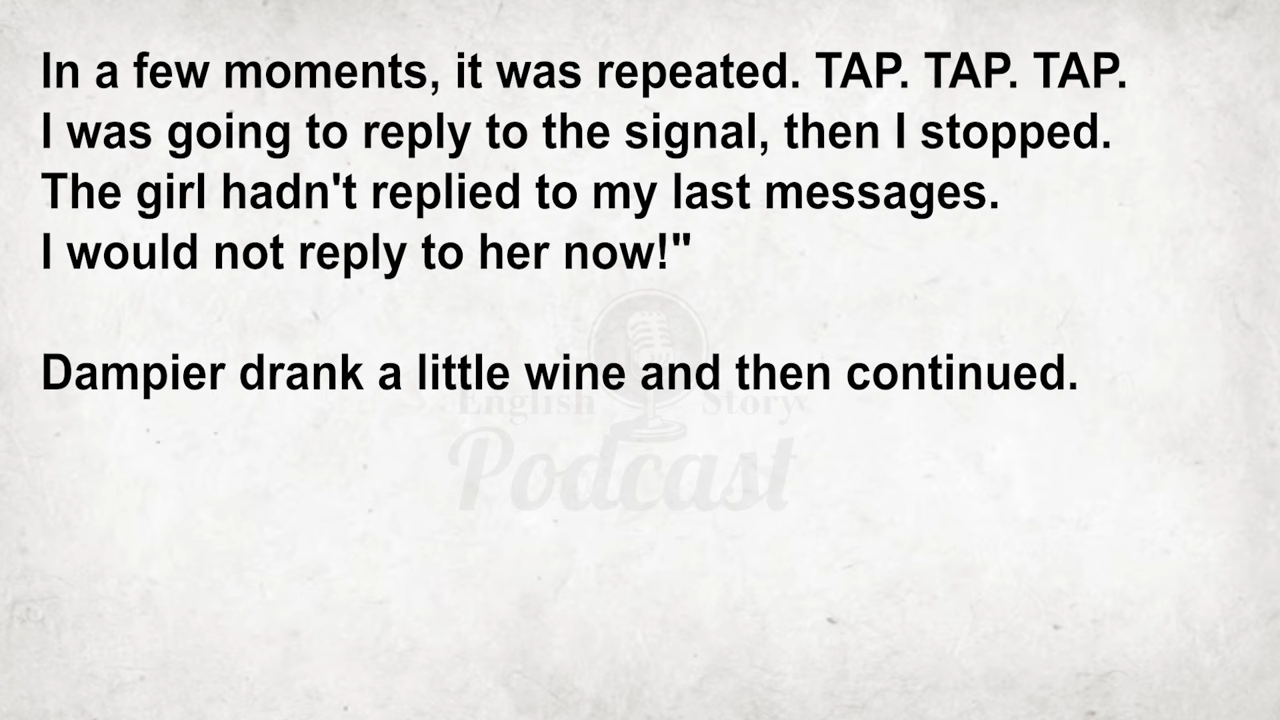 In a few moments, it was repeated. TAP. TAP. TAP.
I was going to reply to the signal, then I stopped.
The girl hadn't replied to my last messages.
I would not reply to her now!"
Dampier drank a little wine and then continued.
English Story
Podcast